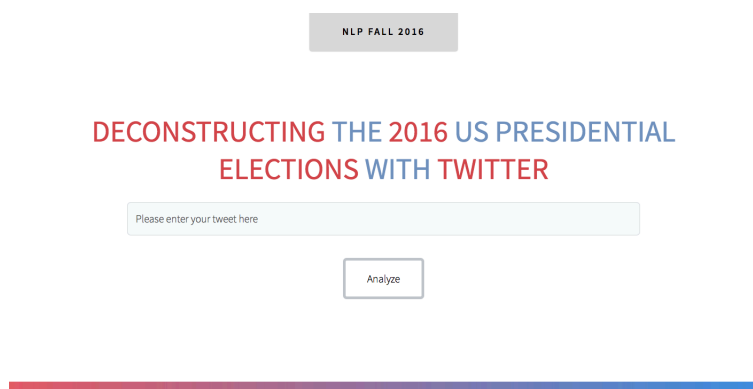 NLP FALL 2016
DECONSTRUCTING THE 2016 US PRESIDENTIAL
ELECTIONS WITH TWITTER
Please enter your tweet here
Analyze